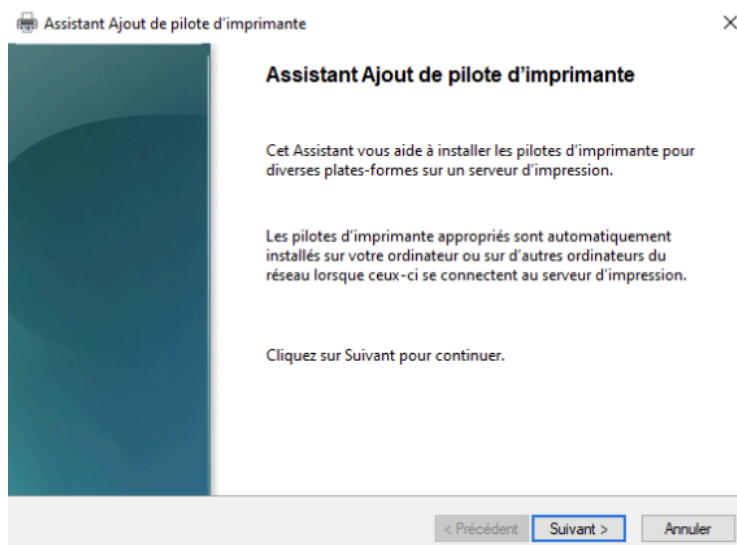 Assistant Ajout de pilote d'imprimante
Assistant Ajout de pilote d'imprimante
Cet Assistant vous aide à installer les pilotes d'imprimante pour
diverses plates-formes sur un serveur d'impression.
Les pilotes d'imprimante appropriés sont automatiquement
installés sur votre ordinateur ou sur d'autres ordinateurs du
réseau lorsque ceux-ci se connectent au serveur d'impression.
Cliquez sur Suivant pour continuer.
< Précédent Suivant > Annuler